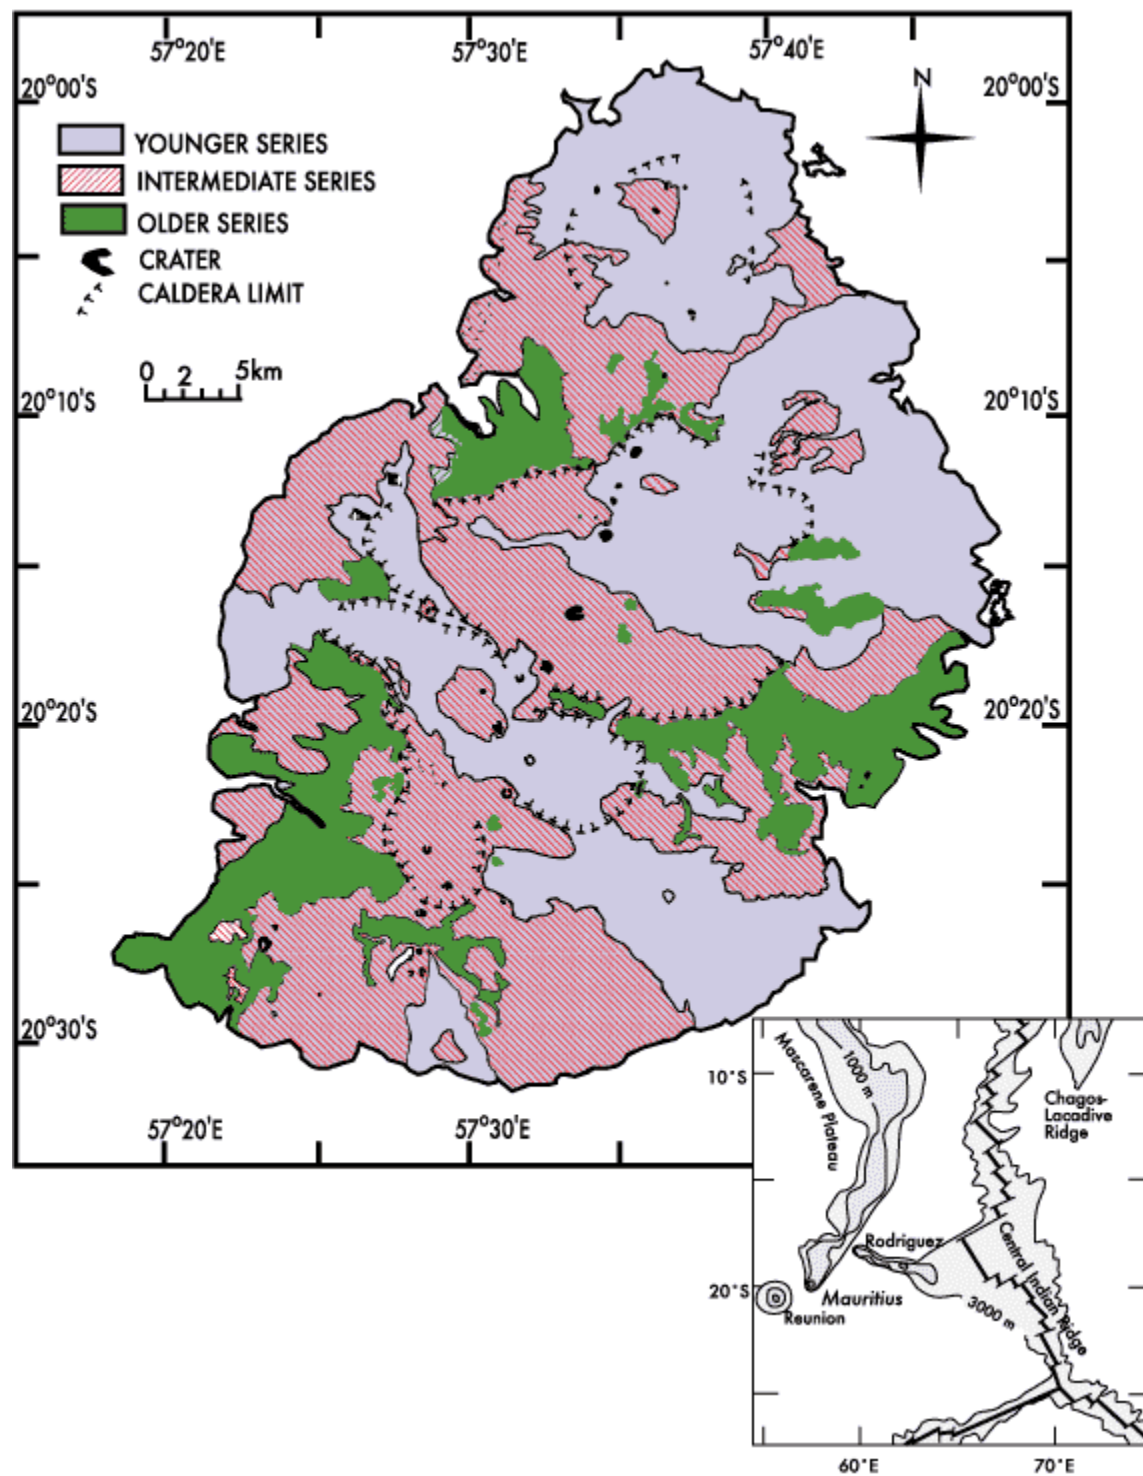 57°20'E
57°30'E
57°40'E
20°00'S
20°00'S
N
YOUNGER SERIES
INTERMEDIATE SERIES
OLDER SERIES
CRATER
CALDERA LIMIT
0 2 5km
20°10'S
20°10'S
20°20'S
20°20'S
20°30'S
57°20'E
57°30'E
Mascarene Plateau
1000 m
10°S
Chagos-
Lacadive
Ridge
Rodriguez
Central Indian Ridge
20°S
Mauritius
3000 m
Reunion
60°E
70°E